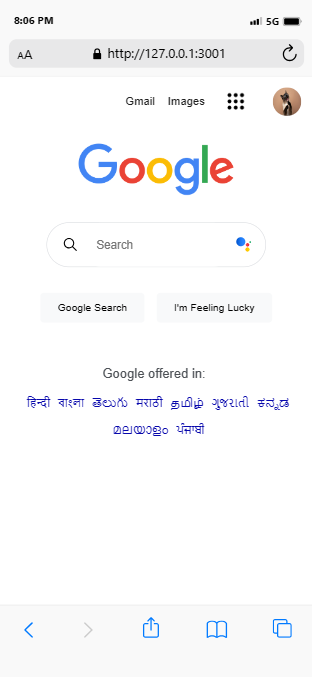 8:06 PM 5G
AA http://127.0.0.1:3001
Gmail Images
Google
Search
Google Search I'm Feeling Lucky
Google offered in:
हिन्दी বাংলা తెలుగు मराठी தமிழ் ગુજરાતી ಕನ್ನಡ
മലയാളം ਪੰਜਾਬੀ